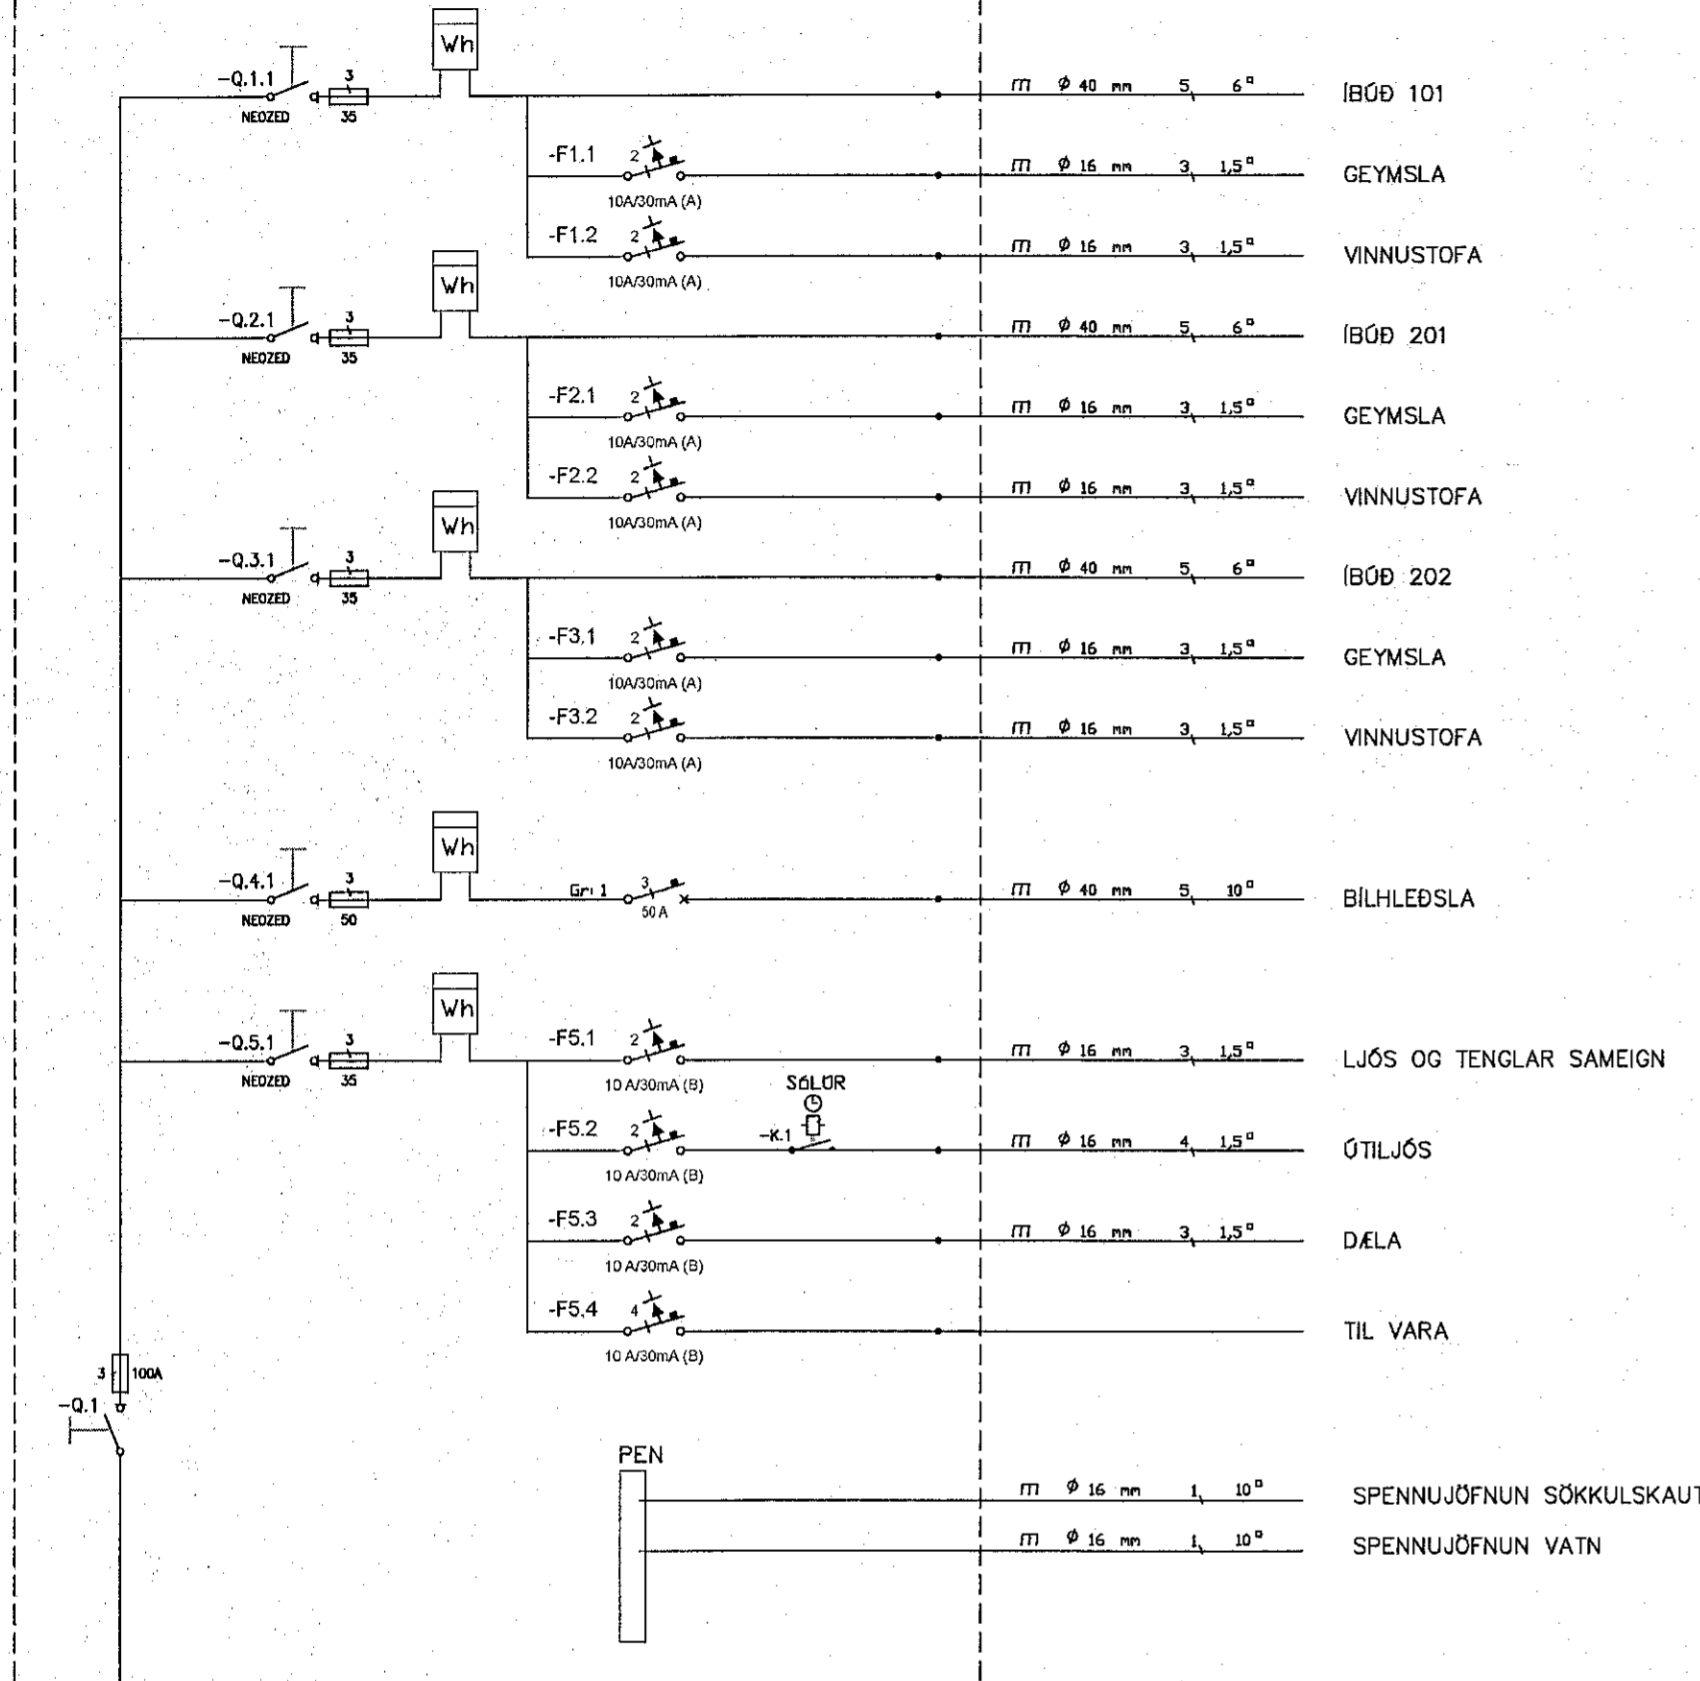 Wh
-Q.1.1 3 m ø 40 mm 5 6¤ ÍBÚÐ 101
NEOZED 35
-F1.1 2 m ø 16 mm 3 1,5¤ GEYMSLA
10A/30mA (A)
-F1.2 2 m ø 16 mm 3 1,5¤ VINNUSTOFA
10A/30mA (A)
Wh
-Q.2.1 3 m ø 40 mm 5 6¤ ÍBÚÐ 201
NEOZED 35
-F2.1 2 m ø 16 mm 3 1,5¤ GEYMSLA
10A/30mA (A)
-F2.2 2 m ø 16 mm 3 1,5¤ VINNUSTOFA
10A/30mA (A)
Wh
-Q.3.1 3 m ø 40 mm 5 6¤ ÍBÚÐ 202
NEOZED 35
-F3.1 2 m ø 16 mm 3 1,5¤ GEYMSLA
10A/30mA (A)
-F3.2 2 m ø 16 mm 3 1,5¤ VINNUSTOFA
10A/30mA (A)
Wh
-Q.4.1 3 Gr. 1 3 m ø 40 mm 5 10¤ BÍLHLEÐSLA
NEOZED 50 50 A
Wh
-Q.5.1 3 -F5.1 2 m ø 16 mm 3 1,5¤ LJÓS OG TENGLAR SAMEIGN
NEOZED 35 10 A/30mA (B)
SÓLÚR
-F5.2 2 -K.1 m ø 16 mm 4 1,5¤ ÚTILJÓS
10 A/30mA (B)
-F5.3 2 m ø 16 mm 3 1,5¤ DÆLA
10 A/30mA (B)
-F5.4 4 TIL VARA
10 A/30mA (B)
3 100A
-Q.1
PEN
m ø 16 mm 1 10¤ SPENNUJÖFNUN SÖKKULSKAUT
m ø 16 mm 1 10¤ SPENNUJÖFNUN VATN